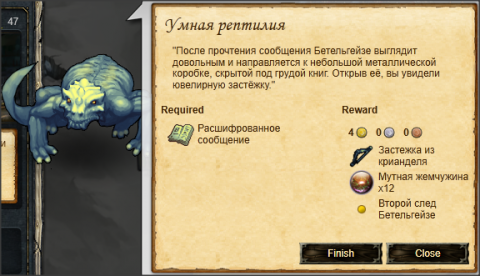 47
Умная рептилия
"После прочтения сообщения Бетельгейзе выглядит
довольным и направляется к небольшой металлической
коробке, скрытой под грудой книг. Открыв её, вы увидели
ювелирную застёжку."
Required
Reward
Расшифрованное
сообщение
4 0 0
Застежка из
крианделя
Мутная жемчужина
x12
Второй след
Бетельгейзе
и
Finish
Close